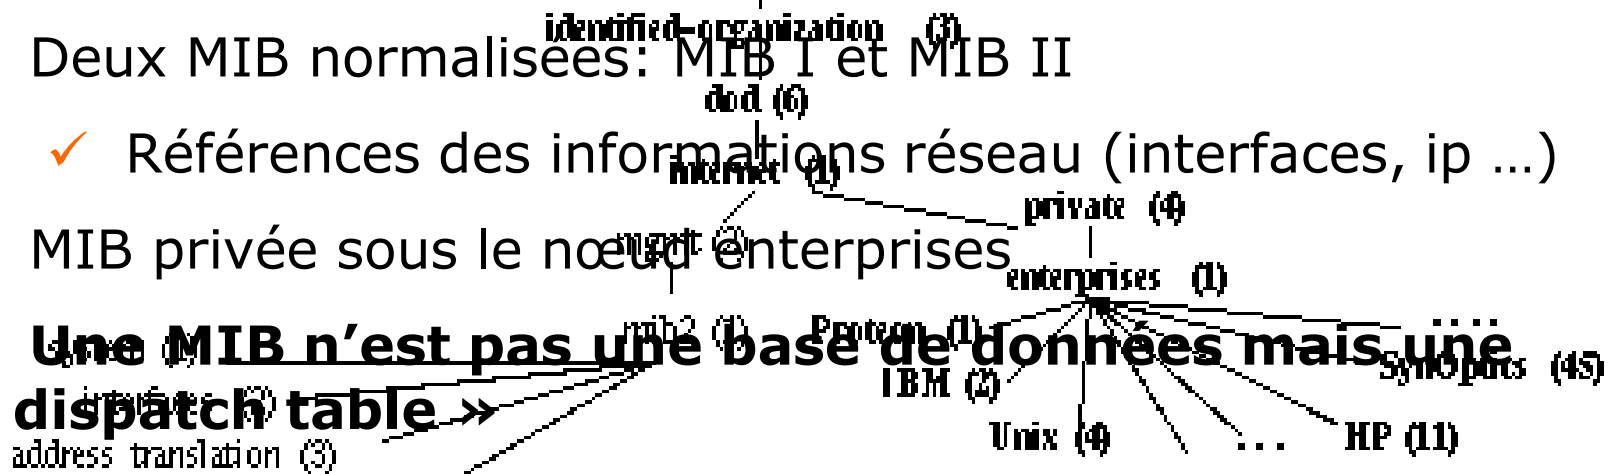 identified-organization (3)
Deux MIB normalisées: MIB I et MIB II
dod (6)
✓ Références des informations réseau (interfaces, ip …)
internet (1)
private (4)
MIB privée sous le nœud enterprises
mgmt (2)
enterprises (1)
mib2 (1)
Proteon (1)
....
Une MIB n’est pas une base de données mais une
system (1)
SynOptics (45)
IBM (2)
interfaces (2)
dispatch table »
Unix (4)
...
HP (11)
address translation (3)